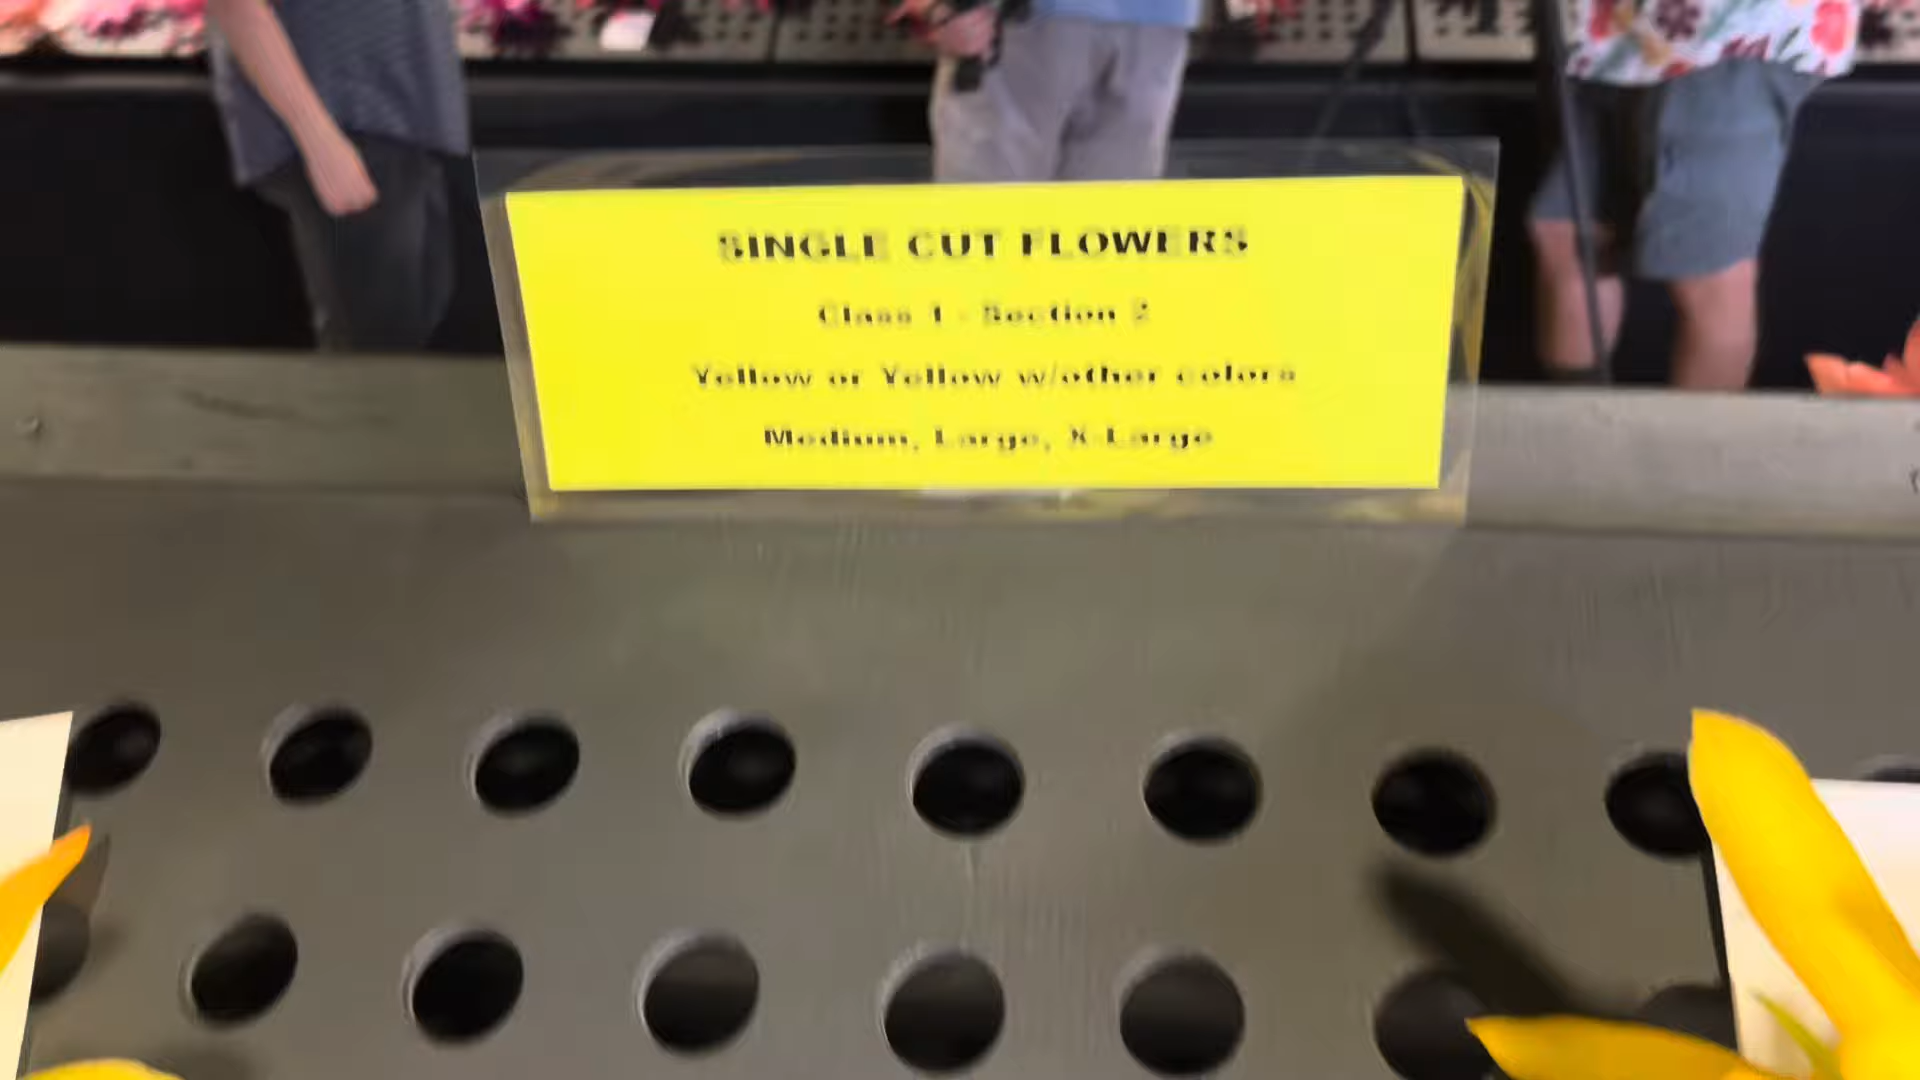 SINGLE CUT FLOWERS
Class 1 - Section 2
Yellow or Yellow w/other colors
Medium, Large, X-Large